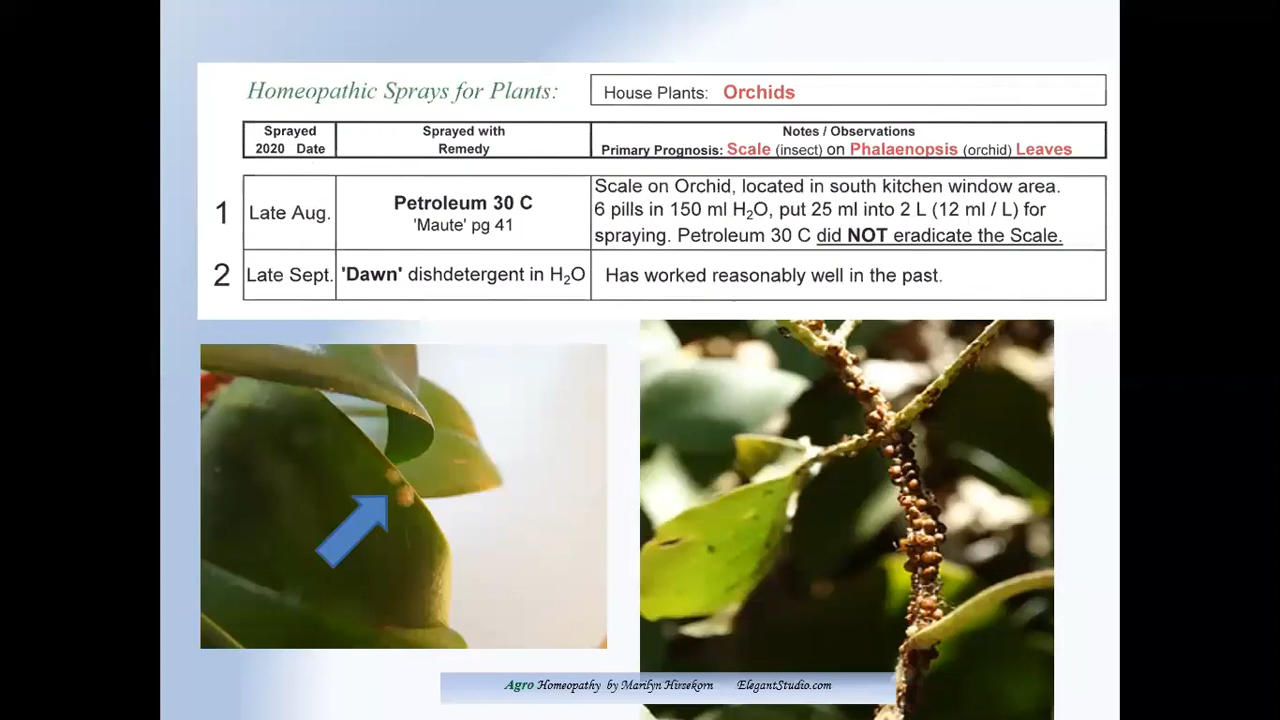 Homeopathic Sprays for Plants:
House Plants: Orchids
Sprayed
2020 Date
Sprayed with
Remedy
Notes / Observations
Primary Prognosis: Scale (insect) on Phalaenopsis (orchid) Leaves
1
Late Aug.
Petroleum 30 C
'Maute' pg 41
Scale on Orchid, located in south kitchen window area.
6 pills in 150 ml H₂O, put 25 ml into 2 L (12 ml / L) for
spraying. Petroleum 30 C did NOT eradicate the Scale.
2
Late Sept.
'Dawn' dishdetergent in H₂O
Has worked reasonably well in the past.
Agro Homeopathy by Marilyn Hirsekorn ElegantStudio.com